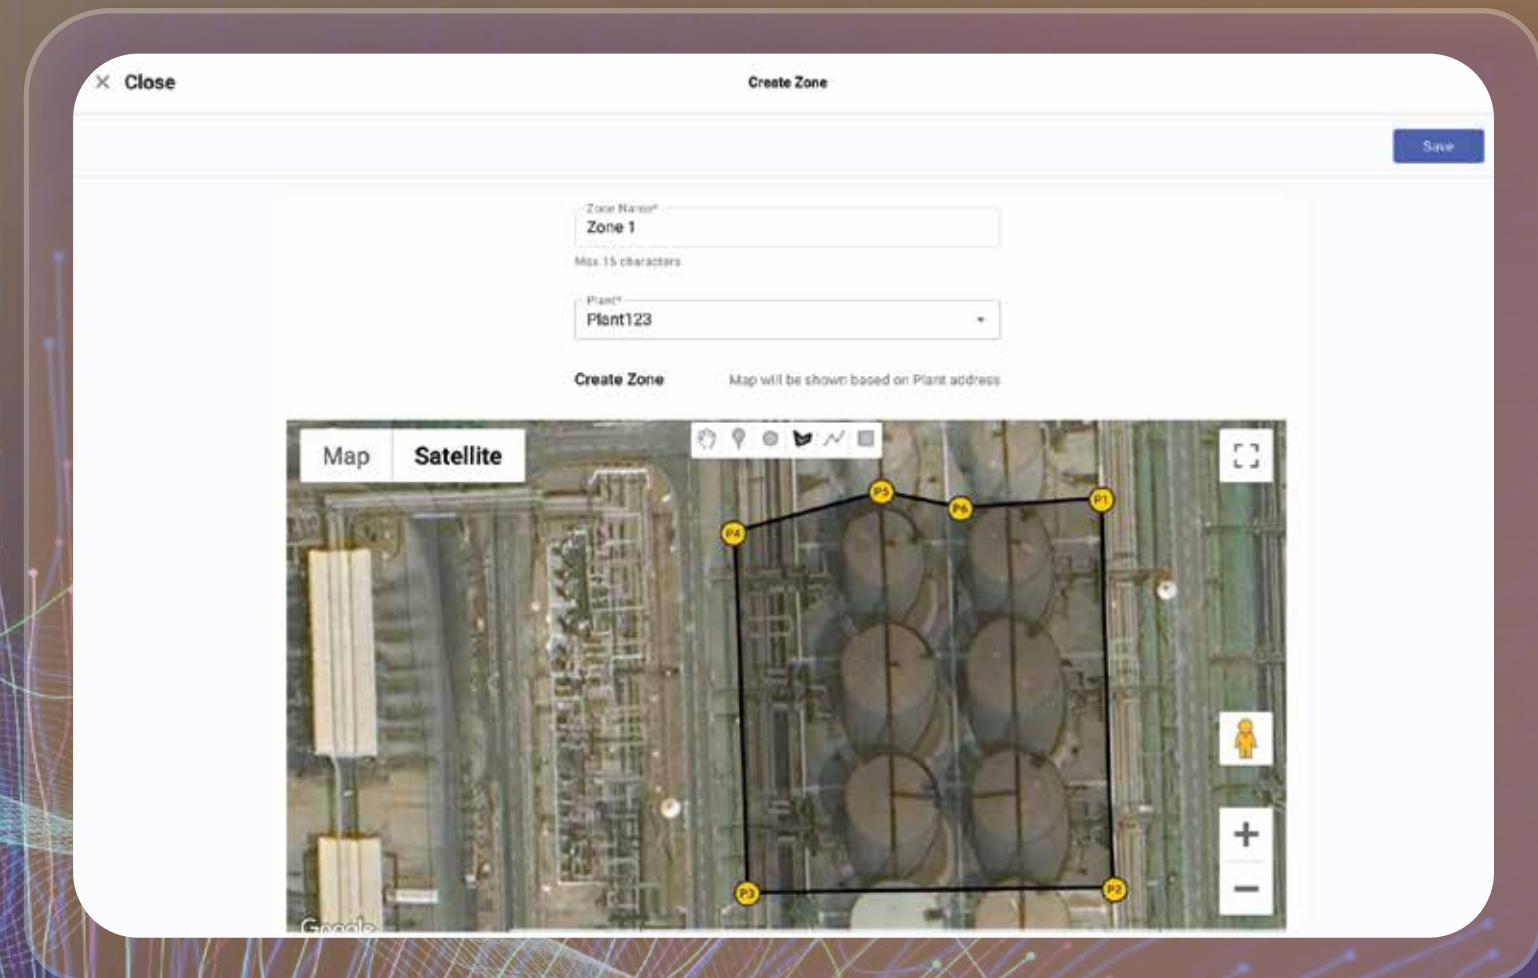 Close
Create Zone
Save
Zone Name*
Zone 1
Max 15 characters
Plant*
Plant123
Create Zone
Map will be shown based on Plant address
Map
Satellite
P5
P1
P6
P4
P3
P2
Google